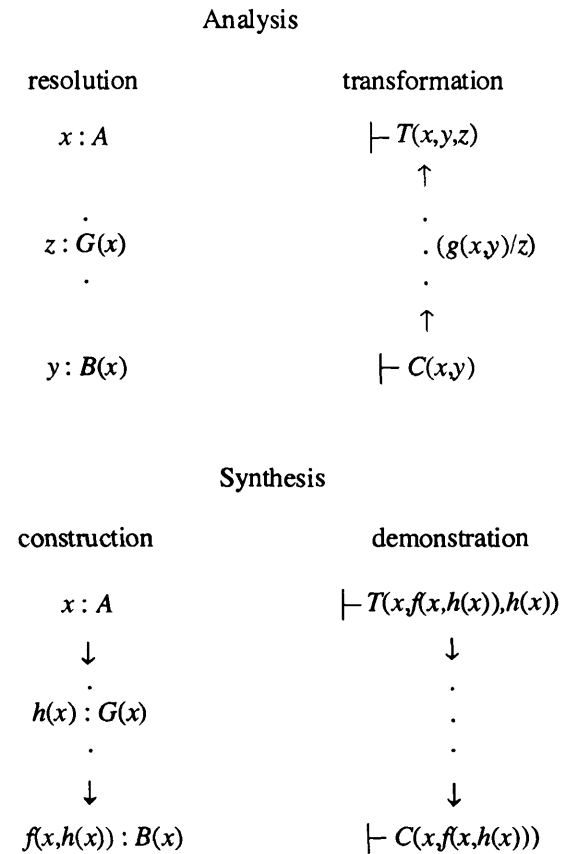 Analysis
resolution transformation
x : A ⊢ T(x,y,z)
↑
.
z : G(x) . (g(x,y)/z)
.
↑
y : B(x) ⊢ C(x,y)
Synthesis
construction demonstration
x : A ⊢ T(x,f(x,h(x)),h(x))
↓ ↓
. .
h(x) : G(x) .
. .
↓ ↓
f(x,h(x)) : B(x) ⊢ C(x,f(x,h(x)))